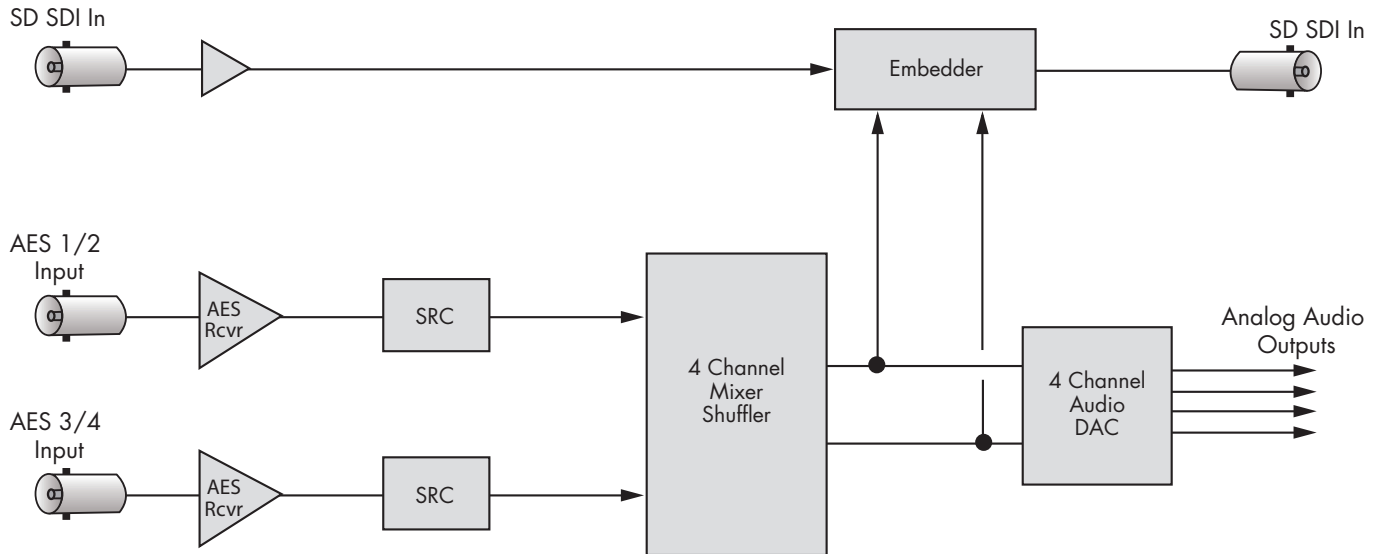 SD SDI In
SD SDI In
Embedder
AES 1/2
Input
AES
Rcvr
SRC
4 Channel
Mixer
Shuffler
4 Channel
Audio
DAC
Analog Audio
Outputs
AES 3/4
Input
AES
Rcvr
SRC